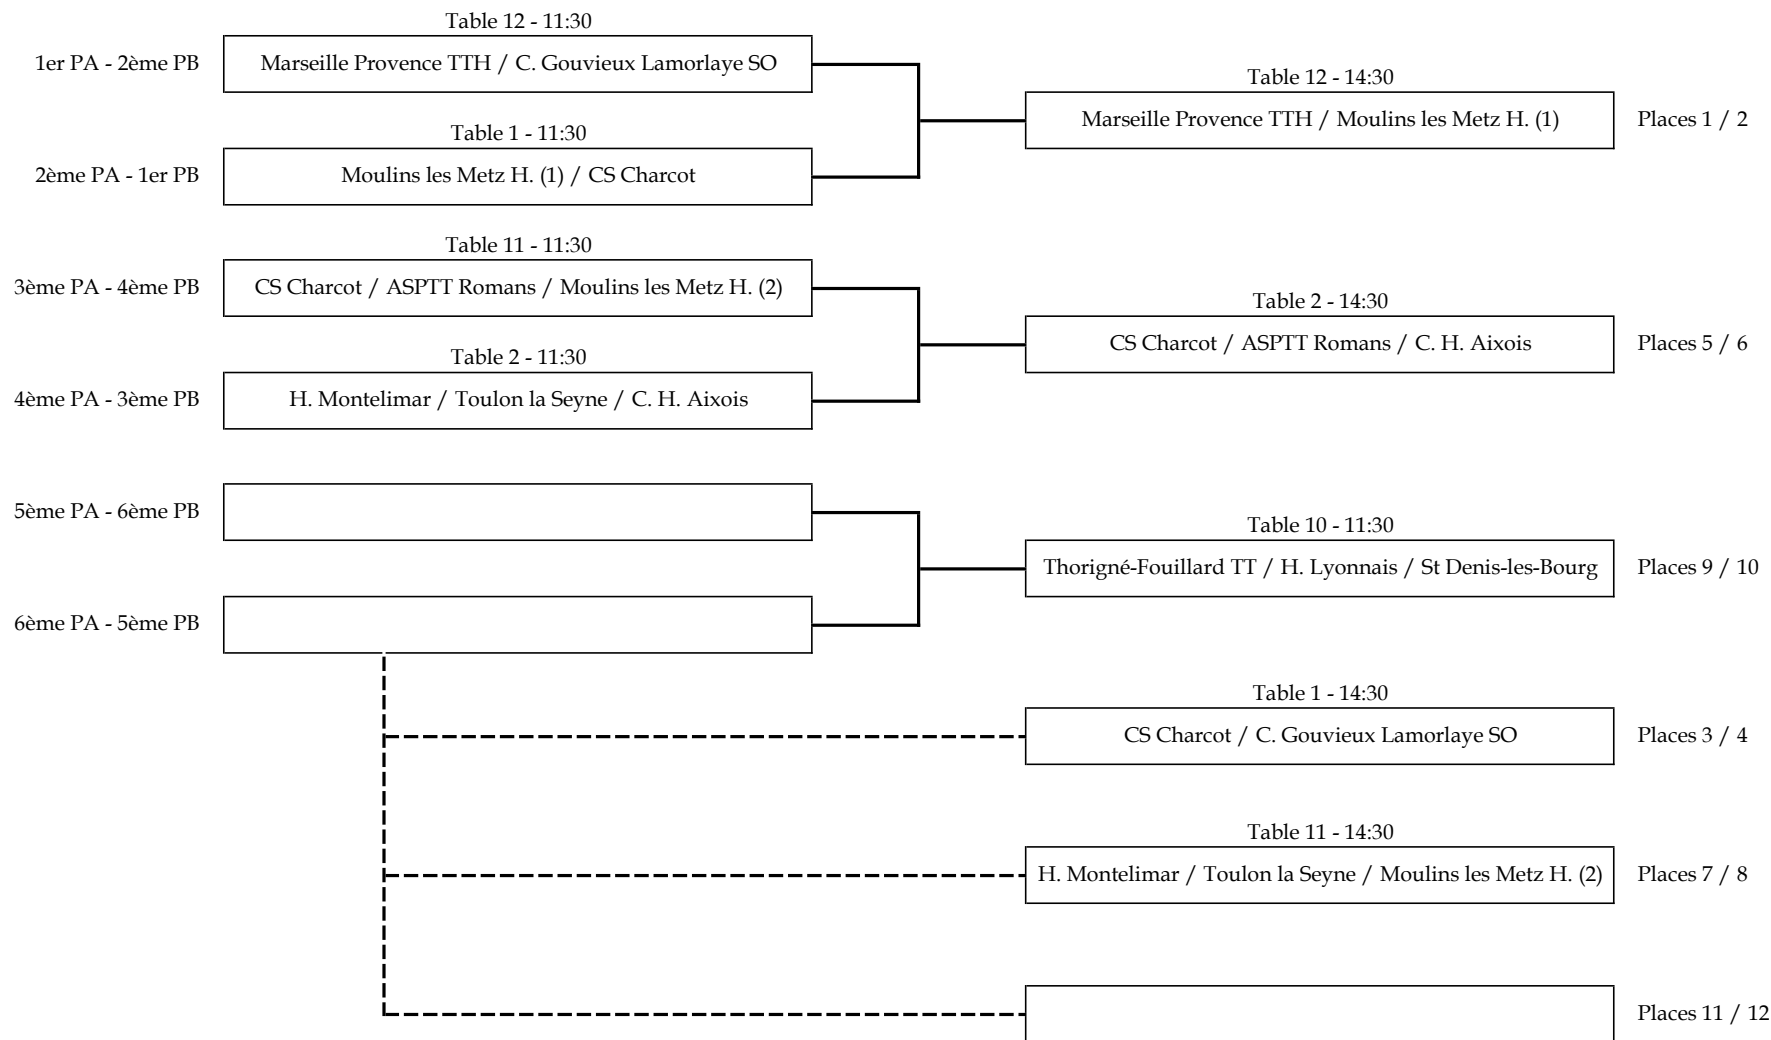 Table 12 - 11:30
1er PA - 2ème PB
Marseille Provence TTH / C. Gouvieux Lamorlaye SO
Table 12 - 14:30
Marseille Provence TTH / Moulins les Metz H. (1)
Places 1 / 2
Table 1 - 11:30
2ème PA - 1er PB
Moulins les Metz H. (1) / CS Charcot
Table 11 - 11:30
3ème PA - 4ème PB
CS Charcot / ASPTT Romans / Moulins les Metz H. (2)
Table 2 - 14:30
CS Charcot / ASPTT Romans / C. H. Aixois
Places 5 / 6
Table 2 - 11:30
4ème PA - 3ème PB
H. Montelimar / Toulon la Seyne / C. H. Aixois
5ème PA - 6ème PB
Table 10 - 11:30
Thorigné-Fouillard TT / H. Lyonnais / St Denis-les-Bourg
Places 9 / 10
6ème PA - 5ème PB
Table 1 - 14:30
CS Charcot / C. Gouvieux Lamorlaye SO
Places 3 / 4
Table 11 - 14:30
H. Montelimar / Toulon la Seyne / Moulins les Metz H. (2)
Places 7 / 8
Places 11 / 12